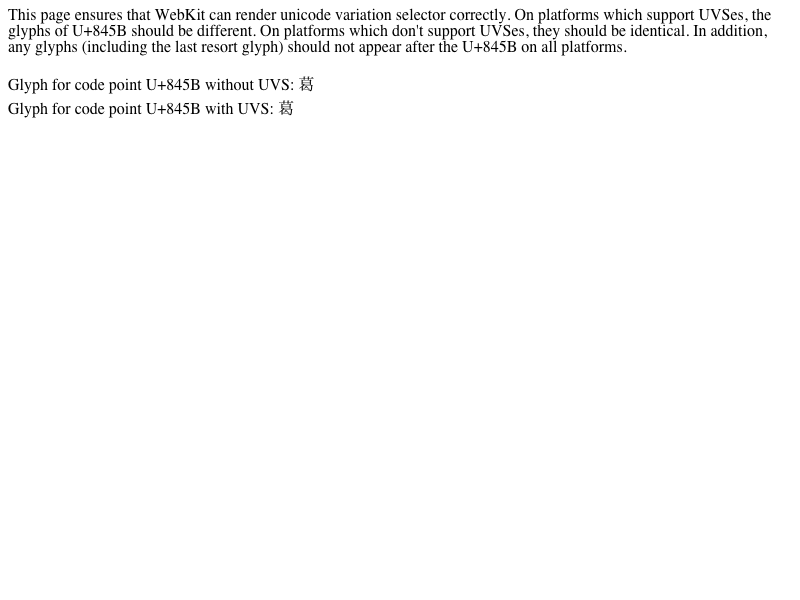 This page ensures that WebKit can render unicode variation selector correctly. On platforms which support UVSes, the
glyphs of U+845B should be different. On platforms which don't support UVSes, they should be identical. In addition,
any glyphs (including the last resort glyph) should not appear after the U+845B on all platforms.
Glyph for code point U+845B without UVS: 葛
Glyph for code point U+845B with UVS: 葛